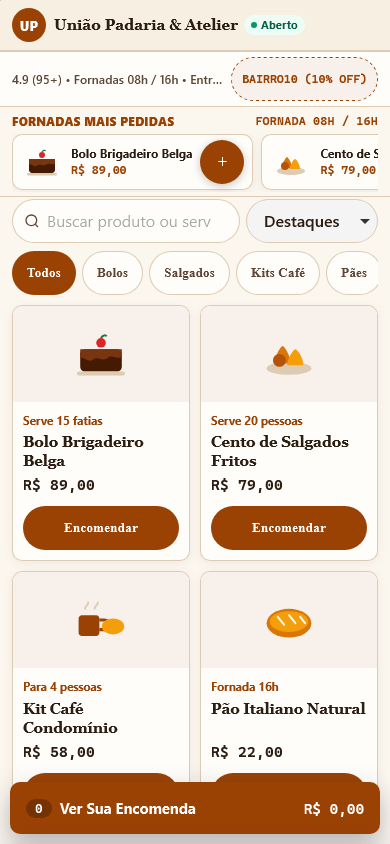 UP União Padaria & Atelier Aberto
4.9 (95+) • Fornadas 08h / 16h • Entr... BAIRRO10 (10% OFF)
FORNADAS MAIS PEDIDAS FORNADA 08H / 16H
Bolo Brigadeiro Belga
R$ 89,00
+
Cento de S
R$ 79,00
Buscar produto ou serv
Destaques
Todos Bolos Salgados Kits Café Pães
Serve 15 fatias
Bolo Brigadeiro
Belga
R$ 89,00
Encomendar
Serve 20 pessoas
Cento de Salgados
Fritos
R$ 79,00
Encomendar
Para 4 pessoas
Kit Café
Condomínio
R$ 58,00
Fornada 16h
Pão Italiano Natural
R$ 22,00
0 Ver Sua Encomenda R$ 0,00